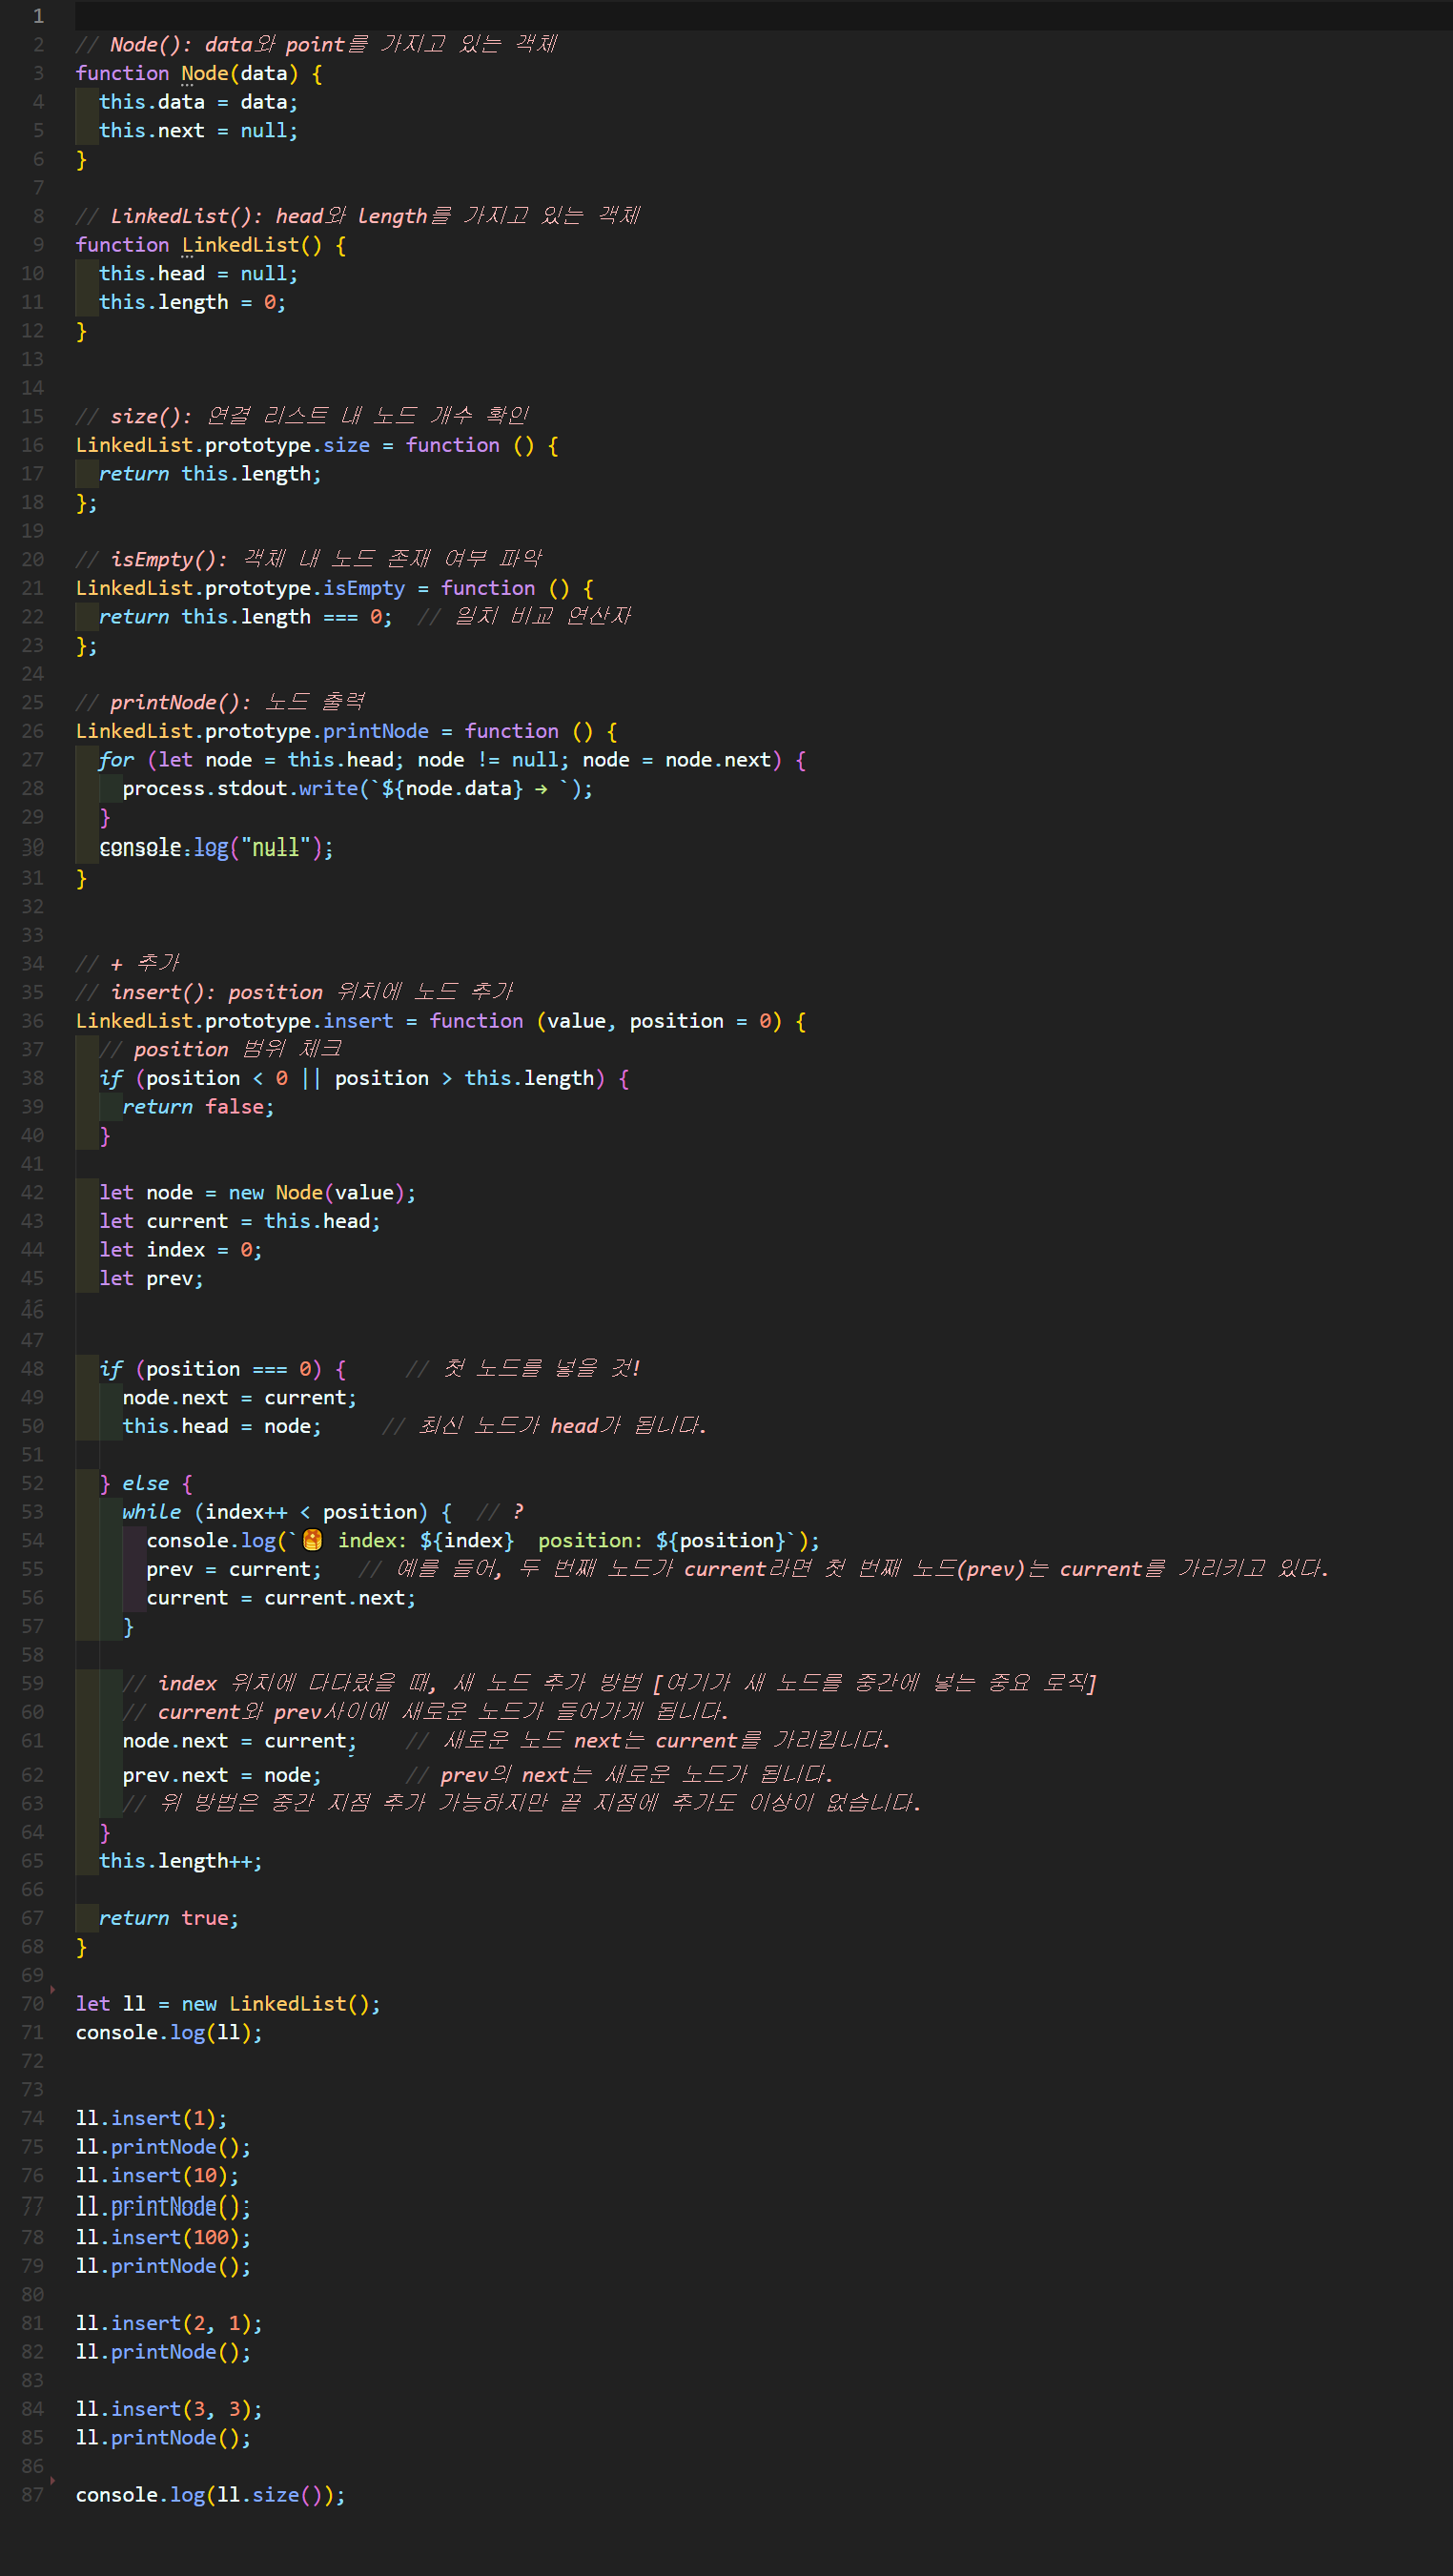 1
2 // Node(): data와 point를 가지고 있는 객체
3 function Node(data) {
4 this.data = data;
5 this.next = null;
6 }
7
8 // LinkedList(): head와 length를 가지고 있는 객체
9 function LinkedList() {
10 this.head = null;
11 this.length = 0;
12 }
13
14
15 // size(): 연결 리스트 내 노드 개수 확인
16 LinkedList.prototype.size = function () {
17 return this.length;
18 };
19
20 // isEmpty(): 객체 내 노드 존재 여부 파악
21 LinkedList.prototype.isEmpty = function () {
22 return this.length === 0; // 일치 비교 연산자
23 };
24
25 // printNode(): 노드 출력
26 LinkedList.prototype.printNode = function () {
27 for (let node = this.head; node != null; node = node.next) {
28 process.stdout.write(`${node.data} → `);
29 }
30 console.log("null");
31 }
32
33
34 // + 추가
35 // insert(): position 위치에 노드 추가
36 LinkedList.prototype.insert = function (value, position = 0) {
37 // position 범위 체크
38 if (position < 0 || position > this.length) {
39 return false;
40 }
41
42 let node = new Node(value);
43 let current = this.head;
44 let index = 0;
45 let prev;
46
47
48 if (position === 0) { // 첫 노드를 넣을 것!
49 node.next = current;
50 this.head = node; // 최신 노드가 head가 됩니다.
51
52 } else {
53 while (index++ < position) { // ?
54 console.log(`🥞 index: ${index} position: ${position}`);
55 prev = current; // 예를 들어, 두 번째 노드가 current라면 첫 번째 노드(prev)는 current를 가리키고 있다.
56 current = current.next;
57 }
58
59 // index 위치에 다다랐을 때, 새 노드 추가 방법 [여기가 새 노드를 중간에 넣는 중요 로직]
60 // current와 prev사이에 새로운 노드가 들어가게 됩니다.
61 node.next = current; // 새로운 노드 next는 current를 가리킵니다.
62 prev.next = node; // prev의 next는 새로운 노드가 됩니다.
63 // 위 방법은 중간 지점 추가 가능하지만 끝 지점에 추가도 이상이 없습니다.
64 }
65 this.length++;
66
67 return true;
68 }
69
70 let ll = new LinkedList();
71 console.log(ll);
72
73
74 ll.insert(1);
75 ll.printNode();
76 ll.insert(10);
77 ll.printNode();
78 ll.insert(100);
79 ll.printNode();
80
81 ll.insert(2, 1);
82 ll.printNode();
83
84 ll.insert(3, 3);
85 ll.printNode();
86
87 console.log(ll.size());